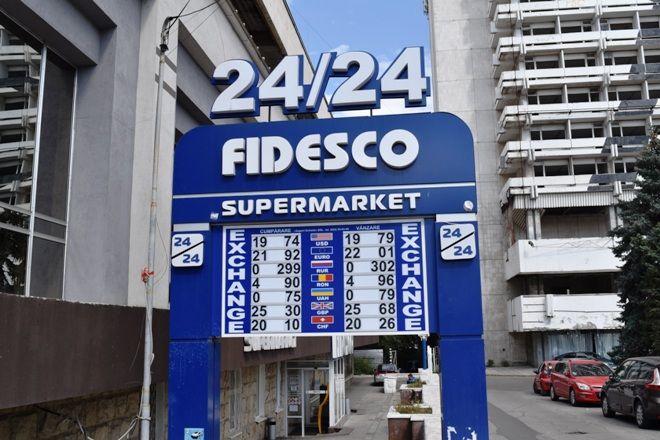 24/24
FIDESCO
SUPERMARKET
CUMPĂRARE VÂNZARE
24/24 EXCHANGE EXCHANGE 24/24
19 74 USD 19 79
21 92 EURO 22 01
0 299 RUR 0 302
4 90 RON 4 96
0 75 UAH 0 79
25 30 GBP 25 68
20 10 CHF 20 26